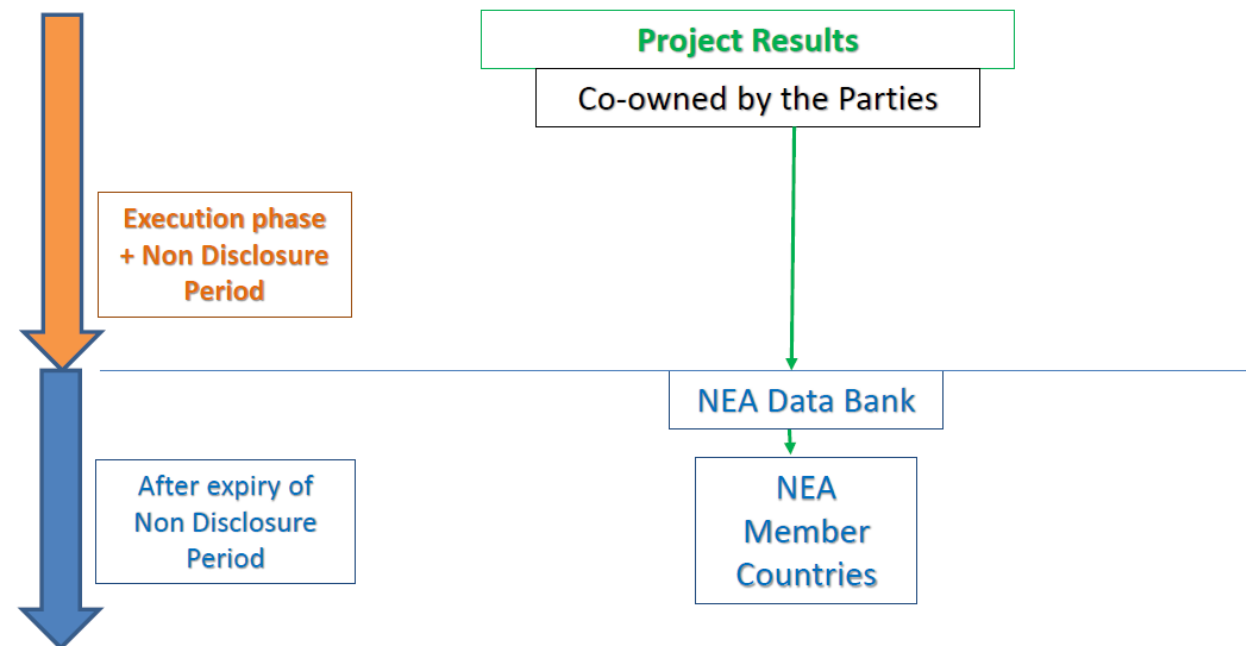 Project Results
Co-owned by the Parties
Execution phase
+ Non Disclosure
Period
NEA Data Bank
After expiry of
Non Disclosure
Period
NEA
Member
Countries